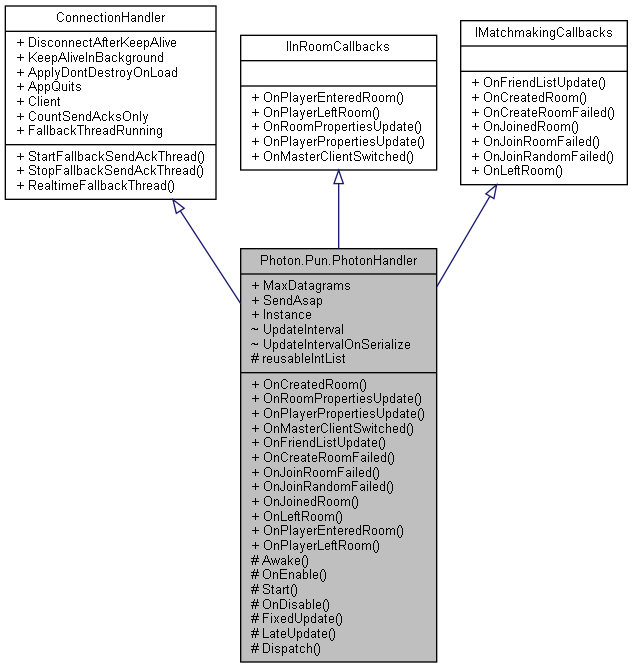 ConnectionHandler
+ DisconnectAfterKeepAlive
+ KeepAliveInBackground
+ ApplyDontDestroyOnLoad
+ AppQuits
+ Client
+ CountSendAcksOnly
+ FallbackThreadRunning
+ StartFallbackSendAckThread()
+ StopFallbackSendAckThread()
+ RealtimeFallbackThread()
IInRoomCallbacks
+ OnPlayerEnteredRoom()
+ OnPlayerLeftRoom()
+ OnRoomPropertiesUpdate()
+ OnPlayerPropertiesUpdate()
+ OnMasterClientSwitched()
IMatchmakingCallbacks
+ OnFriendListUpdate()
+ OnCreatedRoom()
+ OnCreateRoomFailed()
+ OnJoinedRoom()
+ OnJoinRoomFailed()
+ OnJoinRandomFailed()
+ OnLeftRoom()
Photon.Pun.PhotonHandler
+ MaxDatagrams
+ SendAsap
+ Instance
~ UpdateInterval
~ UpdateIntervalOnSerialize
# reusableIntList
+ OnCreatedRoom()
+ OnRoomPropertiesUpdate()
+ OnPlayerPropertiesUpdate()
+ OnMasterClientSwitched()
+ OnFriendListUpdate()
+ OnCreateRoomFailed()
+ OnJoinRoomFailed()
+ OnJoinRandomFailed()
+ OnJoinedRoom()
+ OnLeftRoom()
+ OnPlayerEnteredRoom()
+ OnPlayerLeftRoom()
# Awake()
# OnEnable()
# Start()
# OnDisable()
# FixedUpdate()
# LateUpdate()
# Dispatch()